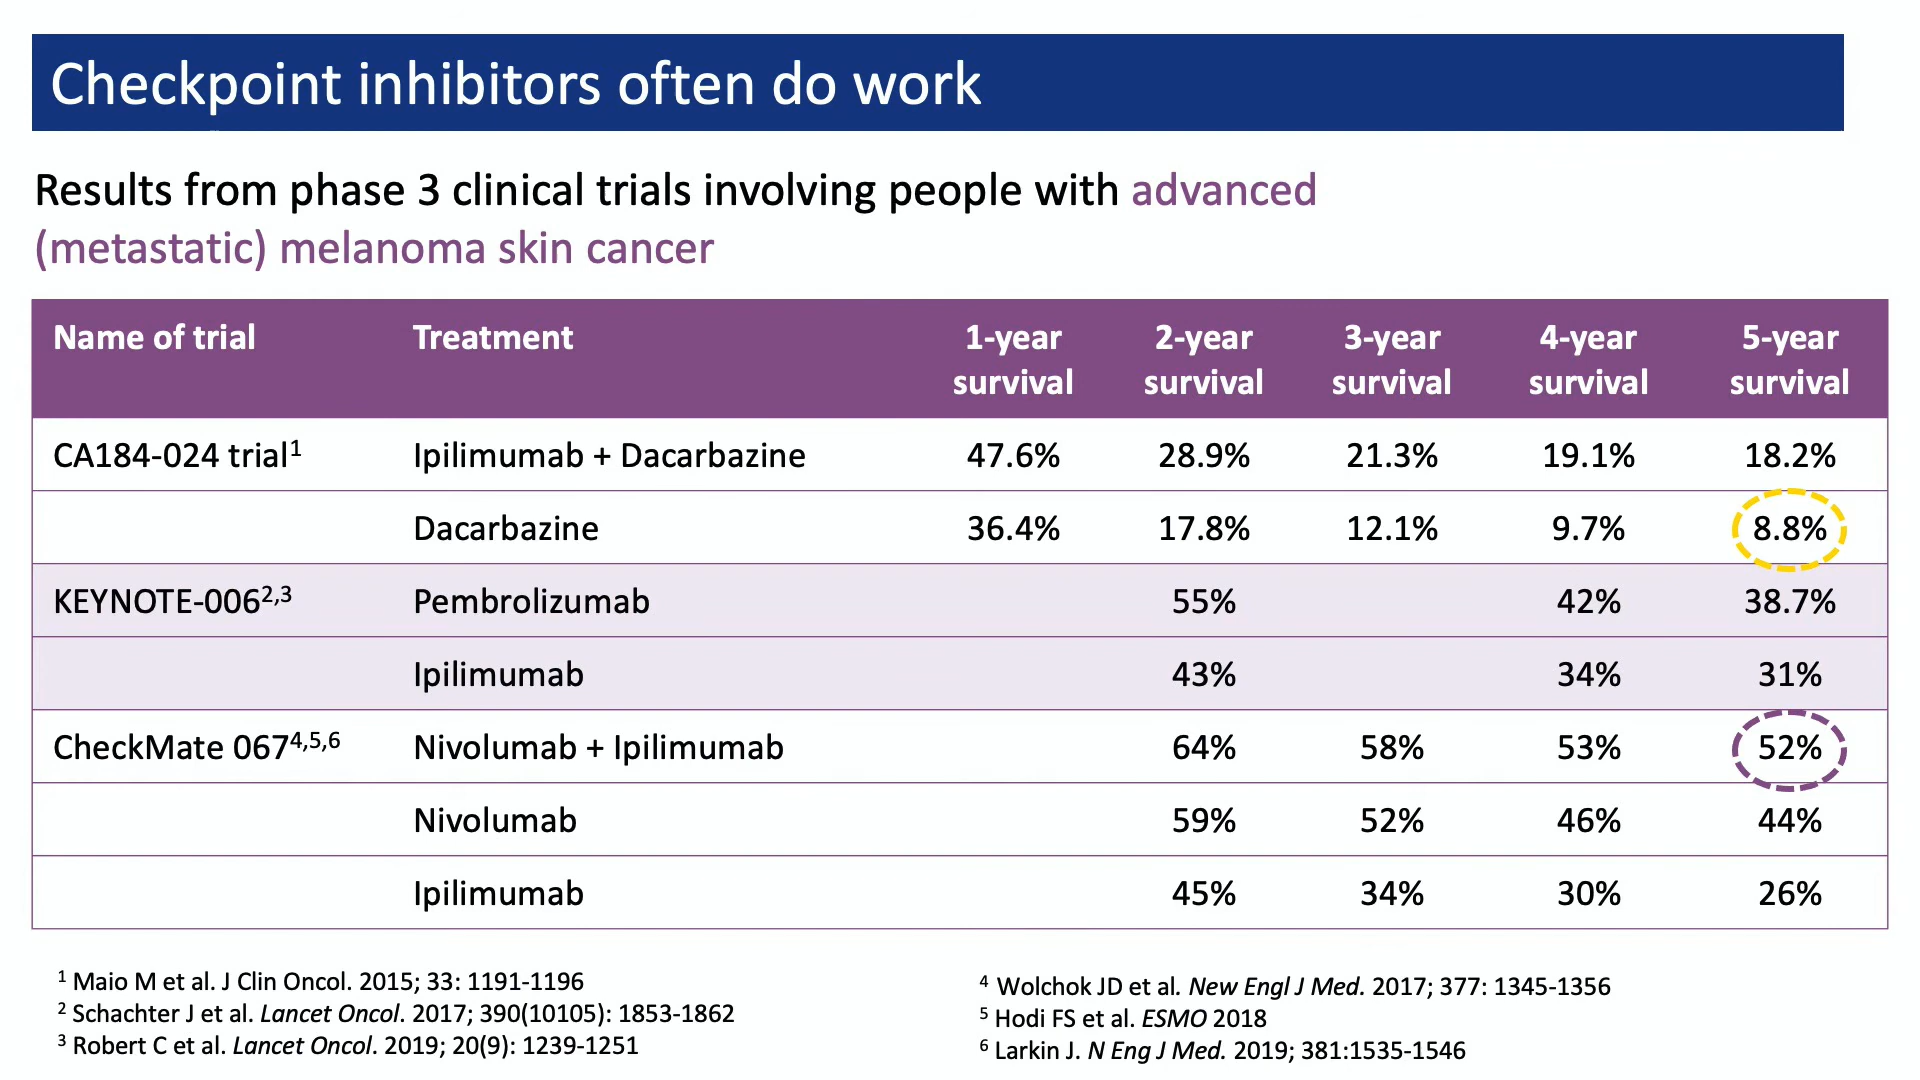 Checkpoint inhibitors often do work
Results from phase 3 clinical trials involving people with advanced
(metastatic) melanoma skin cancer
Name of trial Treatment 1-year survival 2-year survival 3-year survival 4-year survival 5-year survival
CA184-024 trial¹ Ipilimumab + Dacarbazine 47.6% 28.9% 21.3% 19.1% 18.2%
Dacarbazine 36.4% 17.8% 12.1% 9.7% 8.8%
KEYNOTE-006²,³ Pembrolizumab 55% 42% 38.7%
Ipilimumab 43% 34% 31%
CheckMate 067⁴,⁵,⁶ Nivolumab + Ipilimumab 64% 58% 53% 52%
Nivolumab 59% 52% 46% 44%
Ipilimumab 45% 34% 30% 26%
¹ Maio M et al. J Clin Oncol. 2015; 33: 1191-1196
² Schachter J et al. Lancet Oncol. 2017; 390(10105): 1853-1862
³ Robert C et al. Lancet Oncol. 2019; 20(9): 1239-1251
⁴ Wolchok JD et al. New Engl J Med. 2017; 377: 1345-1356
⁵ Hodi FS et al. ESMO 2018
⁶ Larkin J. N Eng J Med. 2019; 381:1535-1546